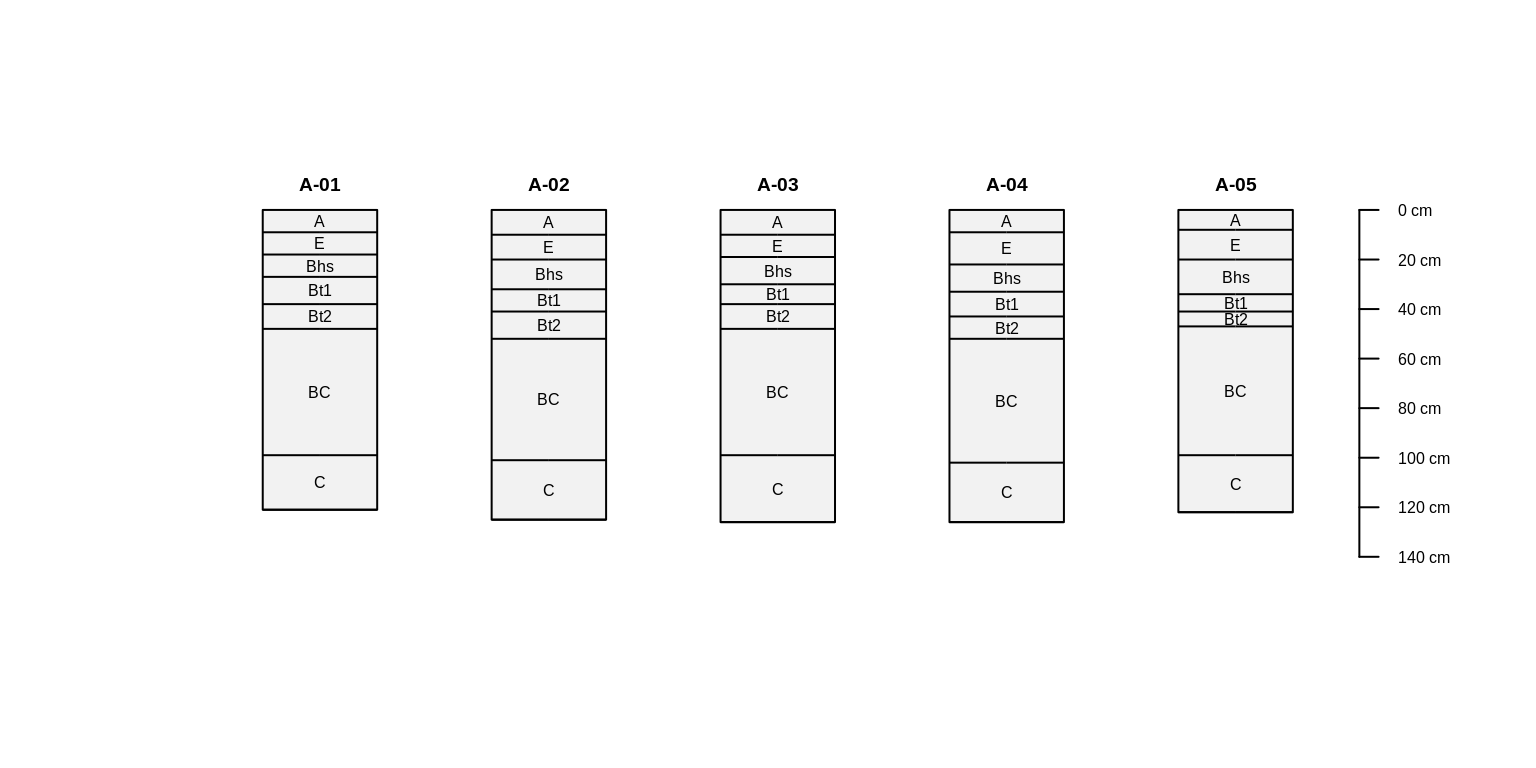 A-01 A-02 A-03 A-04 A-05
A A A A A 0 cm
E E E E E
Bhs Bhs Bhs Bhs Bhs 20 cm
Bt1 Bt1 Bt1 Bt1 Bt1 40 cm
Bt2 Bt2 Bt2 Bt2 Bt2
60 cm
BC BC BC BC BC 80 cm
100 cm
C C C C C 120 cm
140 cm